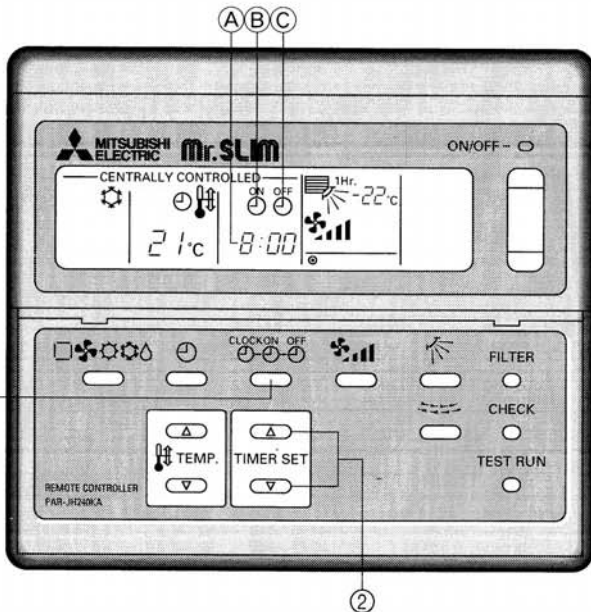 A B C
MITSUBISHI ELECTRIC Mr.SLIM
ON/OFF
CENTRALLY CONTROLLED
ON OFF
1Hr.
-22°C
21°C
8:00
CLOCK ON OFF
FILTER
CHECK
TEMP.
TIMER SET
TEST RUN
REMOTE CONTROLLER
PAR-JH240KA
2